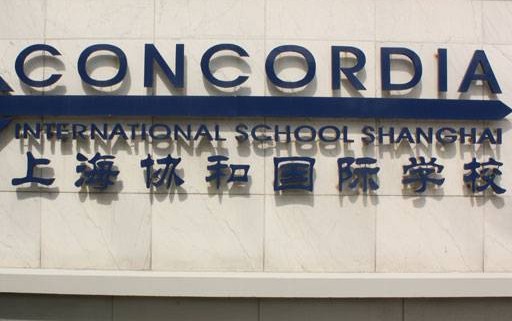 CONCORDIA
INTERNATIONAL SCHOOL SHANGHAI
上海协和国际学校